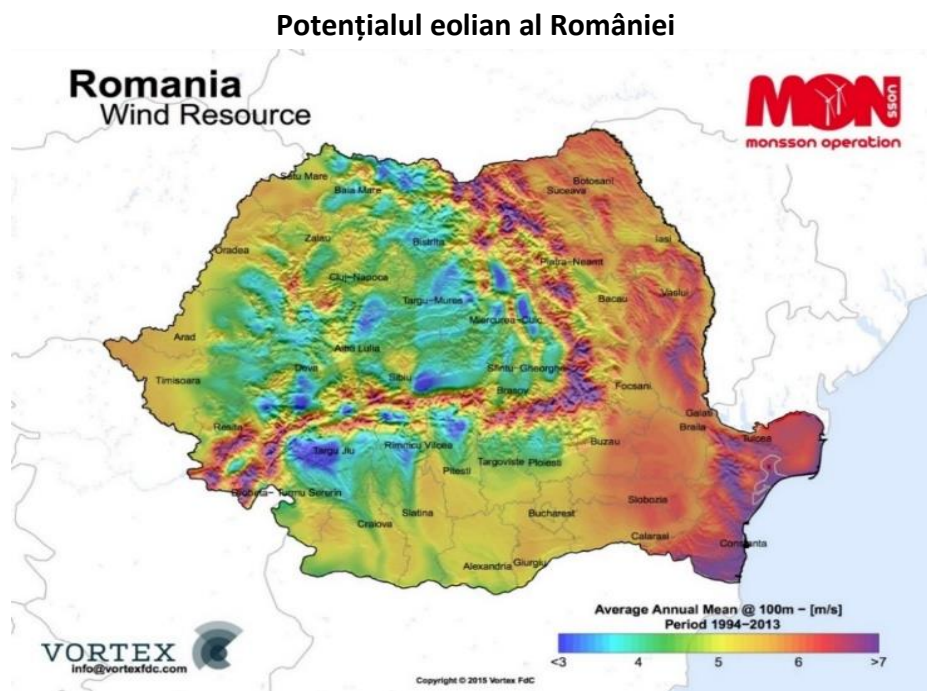 Potențialul eolian al României
Romania
Wind Resource
MON
SSON
monsson operation
Satu Mare
Baia Mare
Botosani
Suceava
Oradea
Zalau
Bistrita
Iasi
Cluj-Napoca
Piatra-Neamt
Targu-Mures
Bacau
Vaslui
Miercurea-Ciuc
Arad
Alba Lulia
Deva
Sibiu
Sfintu-Gheorghe
Timisoara
Brasov
Focsani
Resita
Galati
Braila
Tulcea
Rimnicu Vilcea
Buzau
Targu Jiu
Targoviste
Ploiesti
Pitesti
Drobeta-Turnu Serverin
Slobozia
Slatina
Bucharest
Craiova
Calarasi
Constanta
Alexandria
Giurgiu
Average Annual Mean @ 100m - [m/s]
Period 1994-2013
<3 4 5 6 >7
VORTEX
info@vortexfdc.com
Copyright © 2015 Vortex FdC